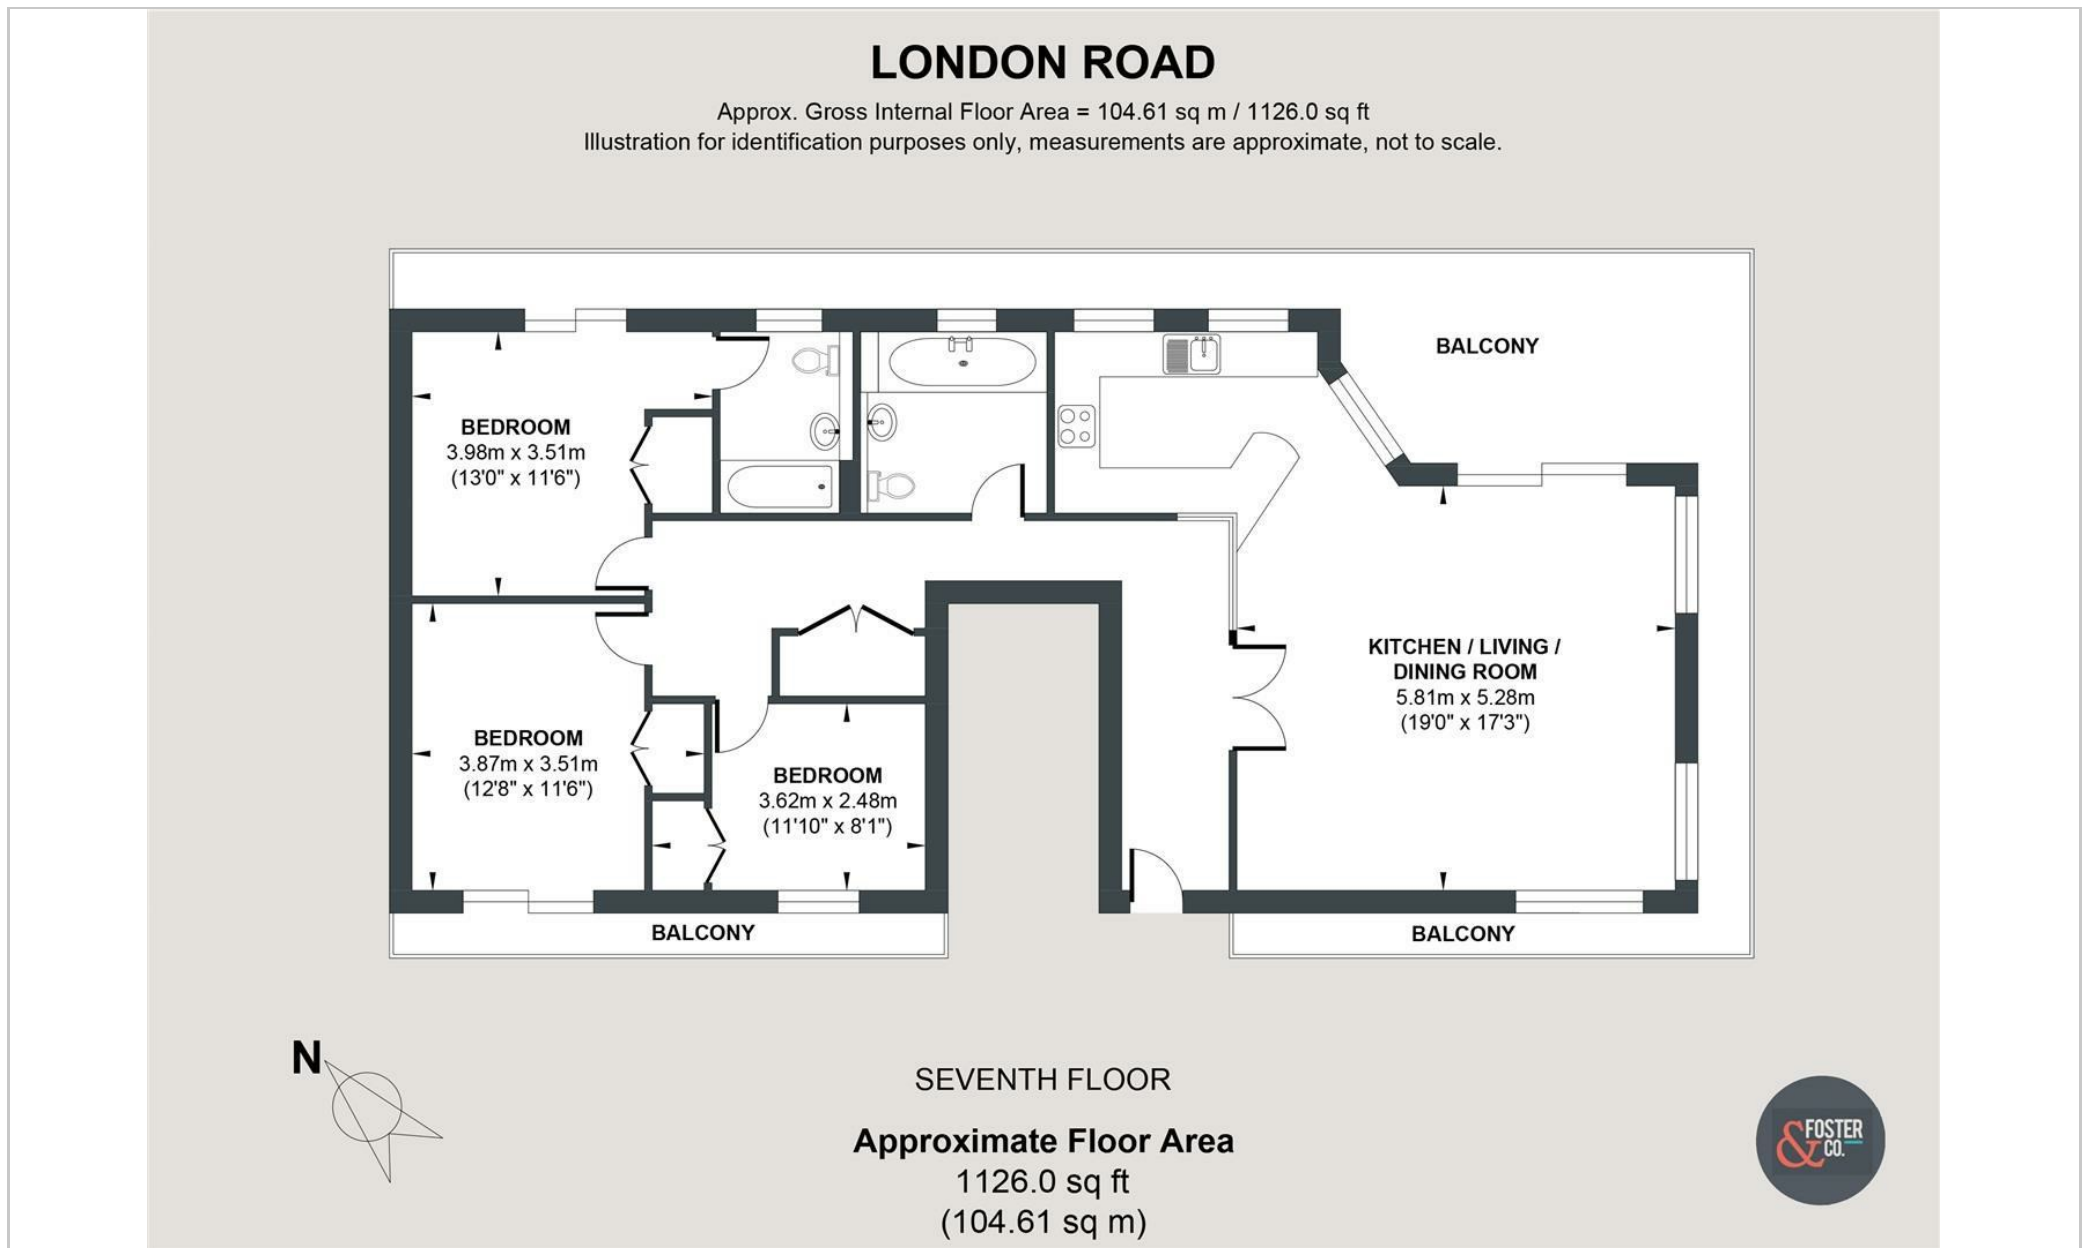 LONDON ROAD
Approx. Gross Internal Floor Area = 104.61 sq m / 1126.0 sq ft
Illustration for identification purposes only, measurements are approximate, not to scale.
BALCONY
BEDROOM
3.98m x 3.51m
(13'0" x 11'6")
KITCHEN / LIVING /
DINING ROOM
5.81m x 5.28m
(19'0" x 17'3")
BEDROOM
3.87m x 3.51m
(12'8" x 11'6")
BEDROOM
3.62m x 2.48m
(11'10" x 8'1")
BALCONY
BALCONY
N
SEVENTH FLOOR
Approximate Floor Area
1126.0 sq ft
(104.61 sq m)
&FOSTER
CO.